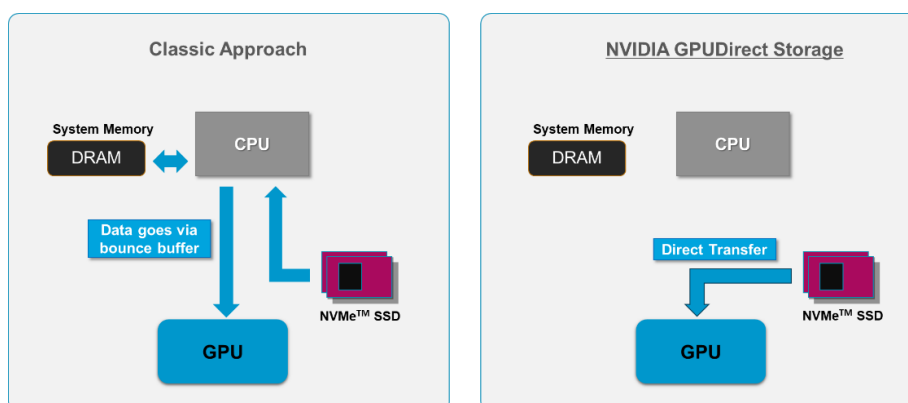 Classic Approach
System Memory
DRAM
CPU
Data goes via
bounce buffer
NVMe™ SSD
GPU
NVIDIA GPUDirect Storage
System Memory
DRAM
CPU
Direct Transfer
NVMe™ SSD
GPU